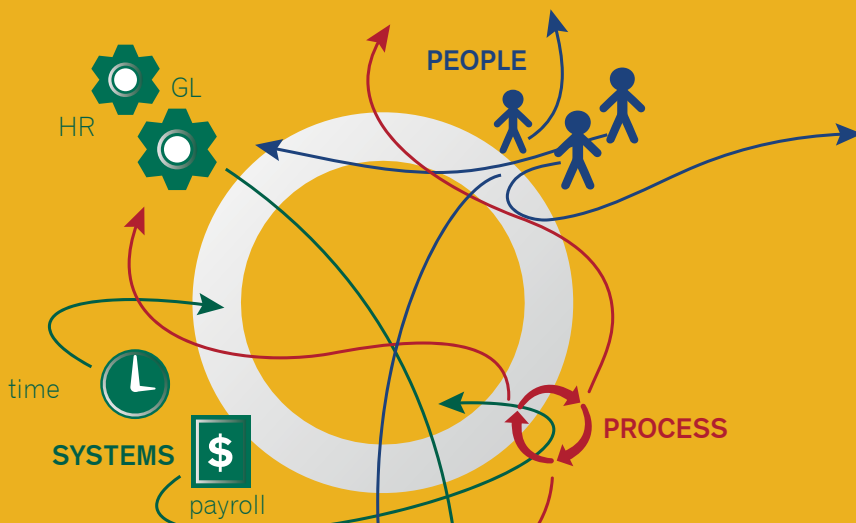 PEOPLE
GL
HR
time
SYSTEMS
$
payroll
PROCESS